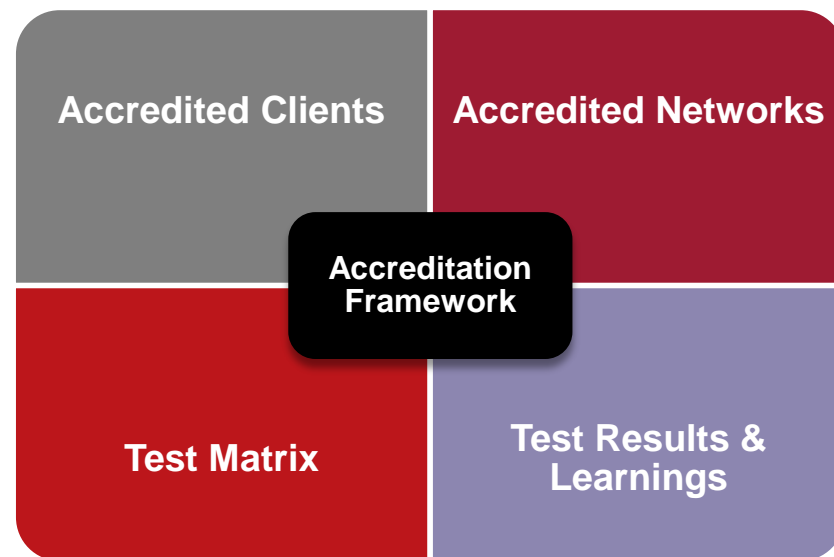 Accredited Clients
Accredited Networks
Accreditation
Framework
Test Matrix
Test Results &
Learnings